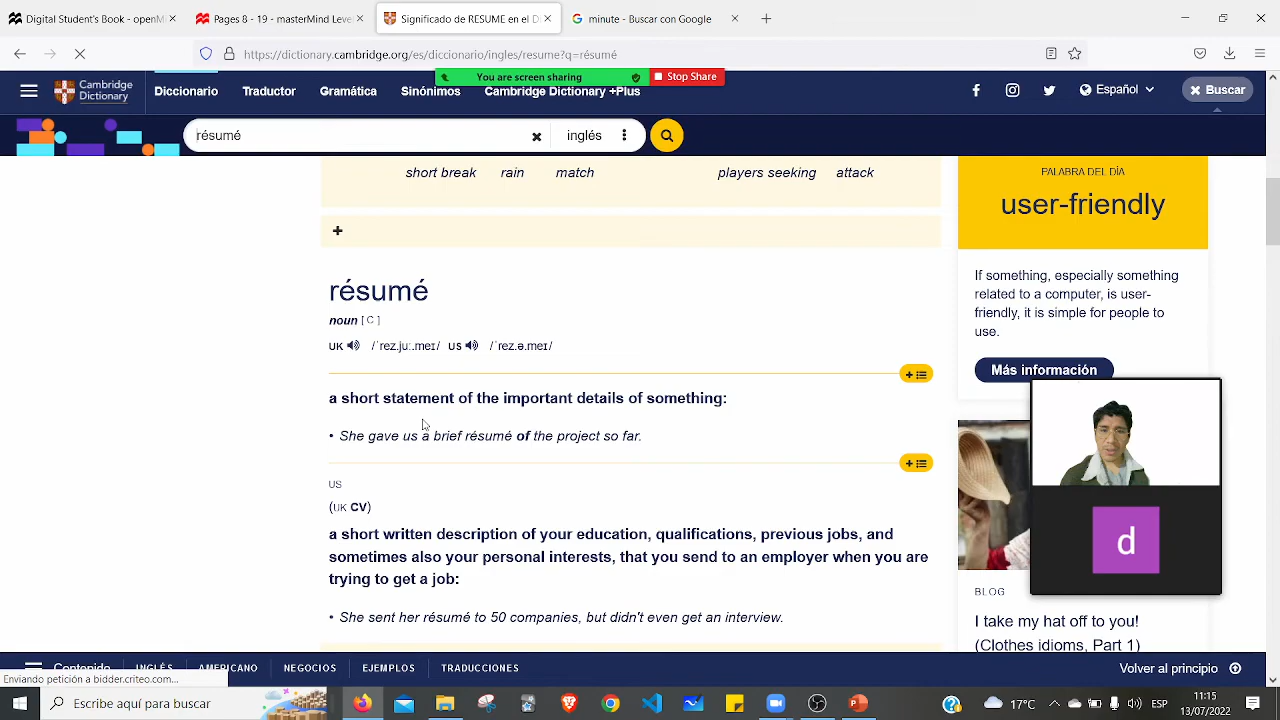 Digital Student's Book - openMi
Pages 8 - 19 - masterMind Level
Significado de RESUME en el Di
minute - Buscar con Google
https://dictionary.cambridge.org/es/diccionario/ingles/resume?q=résumé
You are screen sharing
Stop Share
Cambridge
Dictionary
Diccionario
Traductor
Gramática
Sinónimos
Cambridge Dictionary +Plus
Español
Buscar
résumé
inglés
short break rain match players seeking attack
résumé
noun [ C ]
UK /ˈrez.juː.meɪ/ US /ˈrez.ə.meɪ/
a short statement of the important details of something:
• She gave us a brief résumé of the project so far.
US
(UK CV)
a short written description of your education, qualifications, previous jobs, and
sometimes also your personal interests, that you send to an employer when you are
trying to get a job:
• She sent her résumé to 50 companies, but didn't even get an interview.
PALABRA DEL DÍA
user-friendly
If something, especially something
related to a computer, is user-
friendly, it is simple for people to
use.
Más información
d
BLOG
I take my hat off to you!
(Clothes idioms, Part 1)
Contenido
INGLÉS
AMERICANO
NEGOCIOS
EJEMPLOS
TRADUCCIONES
Volver al principio
Enviando petición a bidder.criteo.com...
Escribe aquí para buscar
17°C
ESP
11:15
13/07/2022